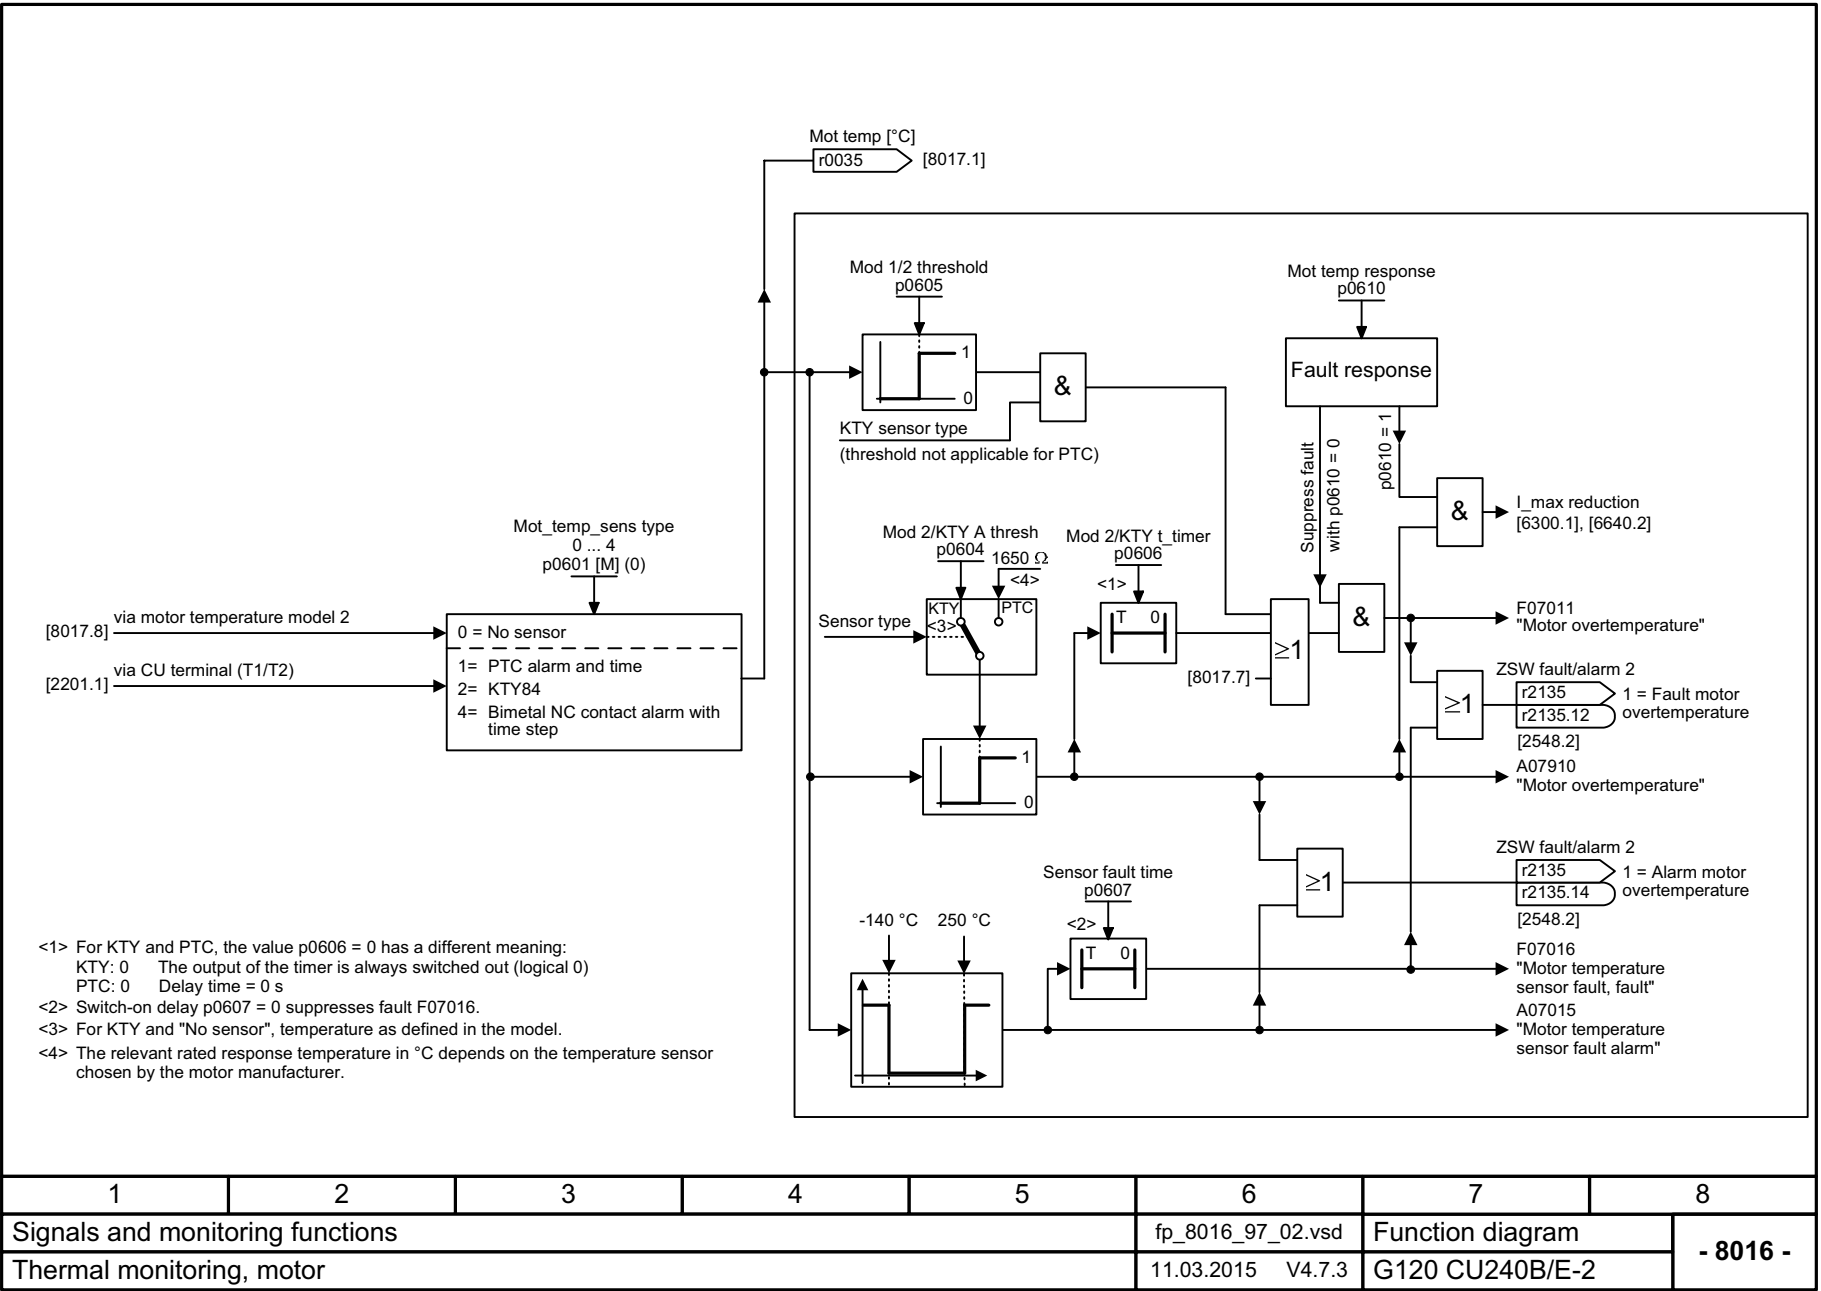 Mot temp [°C]
r0035
[8017.1]
Mod 1/2 threshold
p0605
1
0
&
KTY sensor type
(threshold not applicable for PTC)
Mot temp response
p0610
Fault response
Suppress fault
with p0610 = 0
p0610 = 1
&
I_max reduction
[6300.1], [6640.2]
Mot_temp_sens type
0 ... 4
p0601 [M] (0)
[8017.8]
via motor temperature model 2
[2201.1]
via CU terminal (T1/T2)
0 = No sensor
1= PTC alarm and time
2= KTY84
4= Bimetal NC contact alarm with
time step
Mod 2/KTY A thresh
p0604
1650 Ω
<4>
Sensor type
KTY
<3>
PTC
Mod 2/KTY t_timer
p0606
<1>
T 0
[8017.7]
≥1
&
F07011
"Motor overtemperature"
ZSW fault/alarm 2
r2135
r2135.12
1 = Fault motor
overtemperature
[2548.2]
≥1
1
0
A07910
"Motor overtemperature"
ZSW fault/alarm 2
r2135
r2135.14
1 = Alarm motor
overtemperature
[2548.2]
≥1
Sensor fault time
p0607
<2>
T 0
-140 °C 250 °C
F07016
"Motor temperature
sensor fault, fault"
A07015
"Motor temperature
sensor fault alarm"
<1> For KTY and PTC, the value p0606 = 0 has a different meaning:
KTY: 0 The output of the timer is always switched out (logical 0)
PTC: 0 Delay time = 0 s
<2> Switch-on delay p0607 = 0 suppresses fault F07016.
<3> For KTY and "No sensor", temperature as defined in the model.
<4> The relevant rated response temperature in °C depends on the temperature sensor
chosen by the motor manufacturer.
1 2 3 4 5 6 7 8
Signals and monitoring functions
fp_8016_97_02.vsd
Function diagram
- 8016 -
Thermal monitoring, motor
11.03.2015 V4.7.3
G120 CU240B/E-2